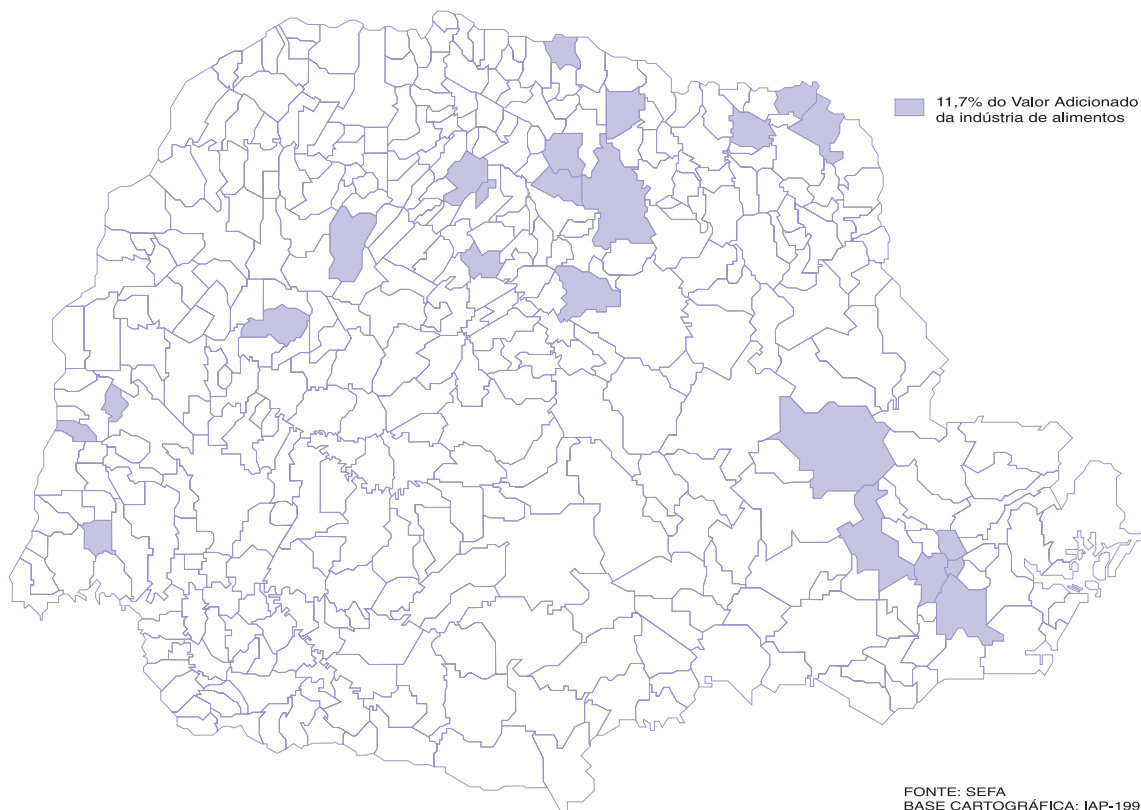 11,7% do Valor Adicionado
da indústria de alimentos
FONTE: SEFA
BASE CARTOGRÁFICA: IAP-199